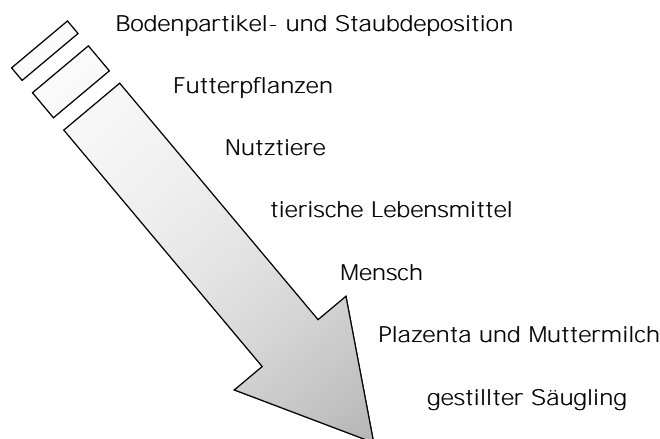 Bodenpartikel- und Staubdeposition
Futterpflanzen
Nutztiere
tierische Lebensmittel
Mensch
Plazenta und Muttermilch
gestillter Säugling